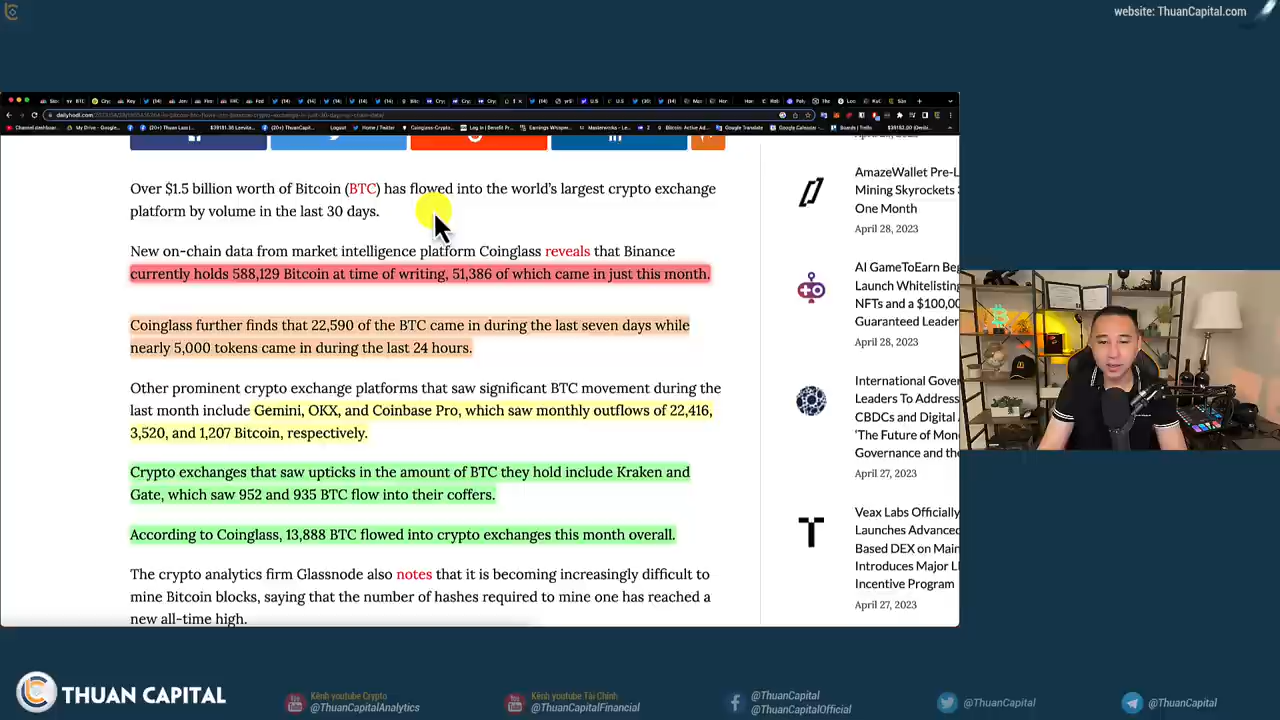 website: ThuanCapital.com
Over $1.5 billion worth of Bitcoin (BTC) has flowed into the world's largest crypto exchange
platform by volume in the last 30 days.
New on-chain data from market intelligence platform Coinglass reveals that Binance
currently holds 588,129 Bitcoin at time of writing, 51,386 of which came in just this month.
Coinglass further finds that 22,590 of the BTC came in during the last seven days while
nearly 5,000 tokens came in during the last 24 hours.
Other prominent crypto exchange platforms that saw significant BTC movement during the
last month include Gemini, OKX, and Coinbase Pro, which saw monthly outflows of 22,416,
3,520, and 1,207 Bitcoin, respectively.
Crypto exchanges that saw upticks in the amount of BTC they hold include Kraken and
Gate, which saw 952 and 935 BTC flow into their coffers.
According to Coinglass, 13,888 BTC flowed into crypto exchanges this month overall.
The crypto analytics firm Glassnode also notes that it is becoming increasingly difficult to
mine Bitcoin blocks, saying that the number of hashes required to mine one has reached a
new all-time high.
AmazeWallet Pre-L
Mining Skyrockets
One Month
April 28, 2023
AI GameToEarn Beg
Launch Whitelisting
NFTs and a $100,00
Guaranteed Leader
April 28, 2023
International Gover
Leaders To Address
CBDCs and Digital
'The Future of Mon
Governance and the
April 27, 2023
Veax Labs Officially
Launches Advanced
Based DEX on Main
Introduces Major L
Incentive Program
April 27, 2023
THUAN CAPITAL
Kênh youtube Crypto
@ThuanCapitalAnalytics
Kênh youtube Tài Chính
@ThuanCapitalFinancial
@ThuanCapital
@ThuanCapitalOfficial
@ThuanCapital
@ThuanCapital